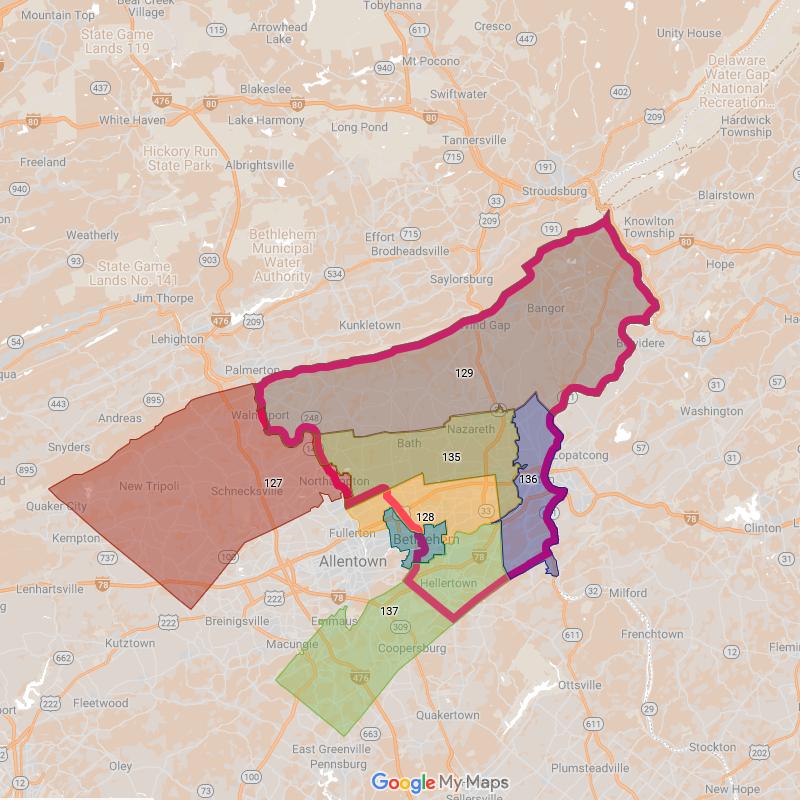 Bear Creek
Village
Tobyhanna
Mountain Top
State Game
Lands 119
115
Arrowhead
Lake
611
Cresco
447
Unity House
Mt Pocono
940
Delaware
Water Gap
National
Recreation...
437
Blakeslee
476
80
80
Swiftwater
402
209
Hardwick
Township
80
White Haven
Lake Harmony
Long Pond
80
Tannersville
Hickory Run
State Park
715
191
Freeland
Albrightsville
940
Stroudsburg
33
Blairstown
209
191
Knowlton
Township
Weatherly
Bethlehem
Municipal
Water
Authority
Effort
715
Brodheadsville
80
93
903
State Game
Lands No. 141
534
Saylorsburg
Hope
Jim Thorpe
Bangor
476
209
Kunkletown
Wind Gap
54
Lehighton
46
Belvidere
Palmerton
129
31
57
895
443
Andreas
Walnutport
248
Washington
31
Nazareth
Bath
Snyders
57
Lopatcong
135
895
127
136
New Tripoli
Schnecksville
Northampton
Quaker City
78
33
128
Clinton
Kempton
Fullerton
Bethlehem
100
78
Allentown
78
Lenhartsville
78
Hellertown
222
32
Milford
31
222
Breinigsville
Emmaus
137
309
611
Frenchtown
Kutztown
Macungie
Coopersburg
12
662
476
Ottsville
222
Fleetwood
Quakertown
663
Stockton
East Greenville
Pennsburg
202
Oley
Plumsteadville
12
73
Google My Maps
New Hope
Sellersville